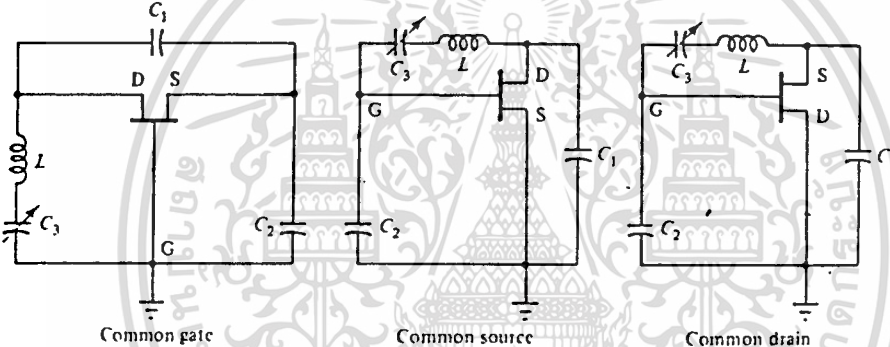 C₁
D S
L
C₃
G
C₂
Common gate
C₃
L
D
G
S
C₁
C₂
Common source
C₃
L
S
G
D
C
C₂
Common drain